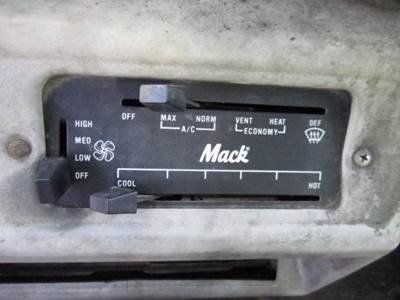 OFF MAX NORM VENT HEAT DEF
A/C ECONOMY
HIGH
MED
LOW
OFF
Mack
COOL HOT